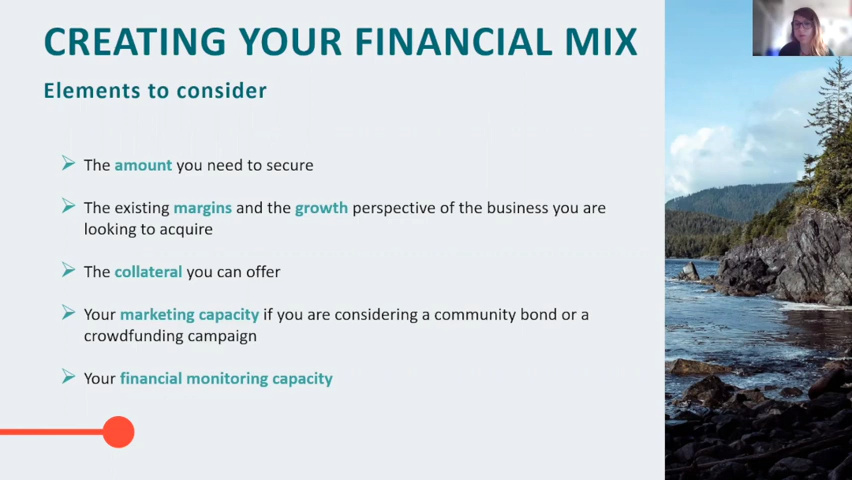 CREATING YOUR FINANCIAL MIX
Elements to consider
The amount you need to secure
The existing margins and the growth perspective of the business you are
looking to acquire
The collateral you can offer
Your marketing capacity if you are considering a community bond or a
crowdfunding campaign
Your financial monitoring capacity